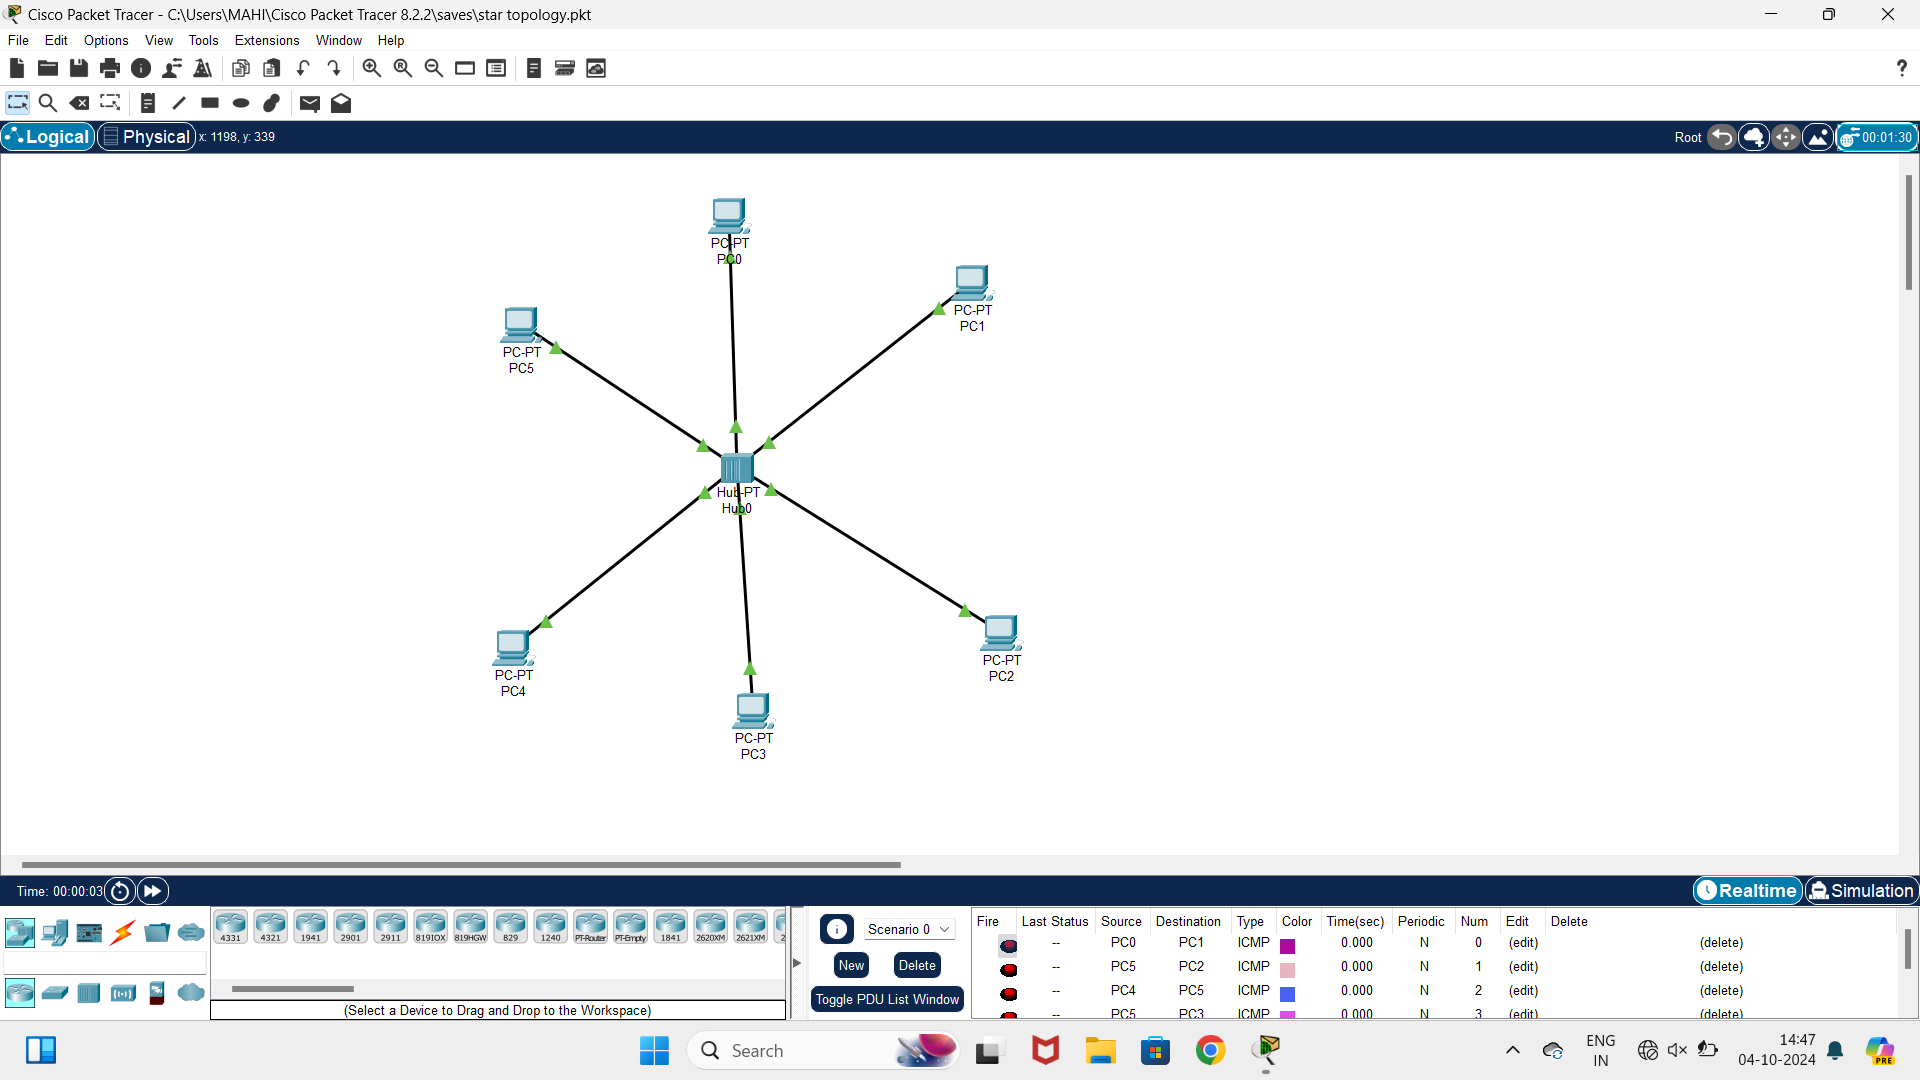 Cisco Packet Tracer - C:\Users\MAHI\Cisco Packet Tracer 8.2.2\saves\star topology.pkt
File Edit Options View Tools Extensions Window Help
?
Logical Physical x: 1198, y: 339 Root 00:01:30
PC-PT
PC0
PC-PT
PC1
PC-PT
PC5
Hub-PT
Hub0
PC-PT
PC2
PC-PT
PC4
PC-PT
PC3
Time: 00:00:03 Realtime Simulation
4331 4321 1941 2901 2911 819IOX 819HGW 829 1240 PT-Router PT-Empty 1841 2620XM 2621XM 2
(Select a Device to Drag and Drop to the Workspace)
Scenario 0
New Delete
Toggle PDU List Window
Fire Last Status Source Destination Type Color Time(sec) Periodic Num Edit Delete
-- PC0 PC1 ICMP 0.000 N 0 (edit) (delete)
-- PC5 PC2 ICMP 0.000 N 1 (edit) (delete)
-- PC4 PC5 ICMP 0.000 N 2 (edit) (delete)
-- PC5 PC3 ICMP 0.000 N 3 (edit) (delete)
Search
ENG
IN
14:47
04-10-2024
PRE